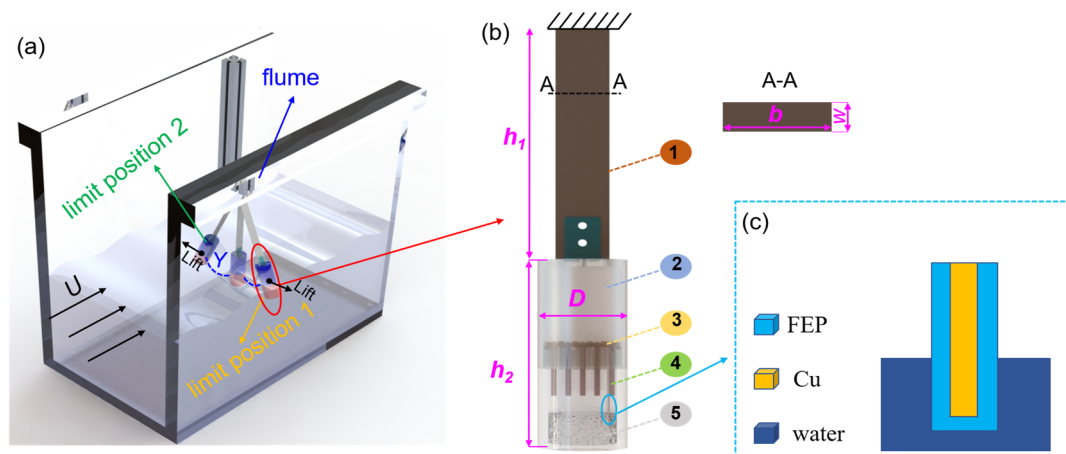 (a)
flume
limit position 2
Lift
Y
Lift
U
limit position 1
(b)
A
A
h1
1
D
2
3
h2
4
5
A-A
b
w
(c)
FEP
Cu
water